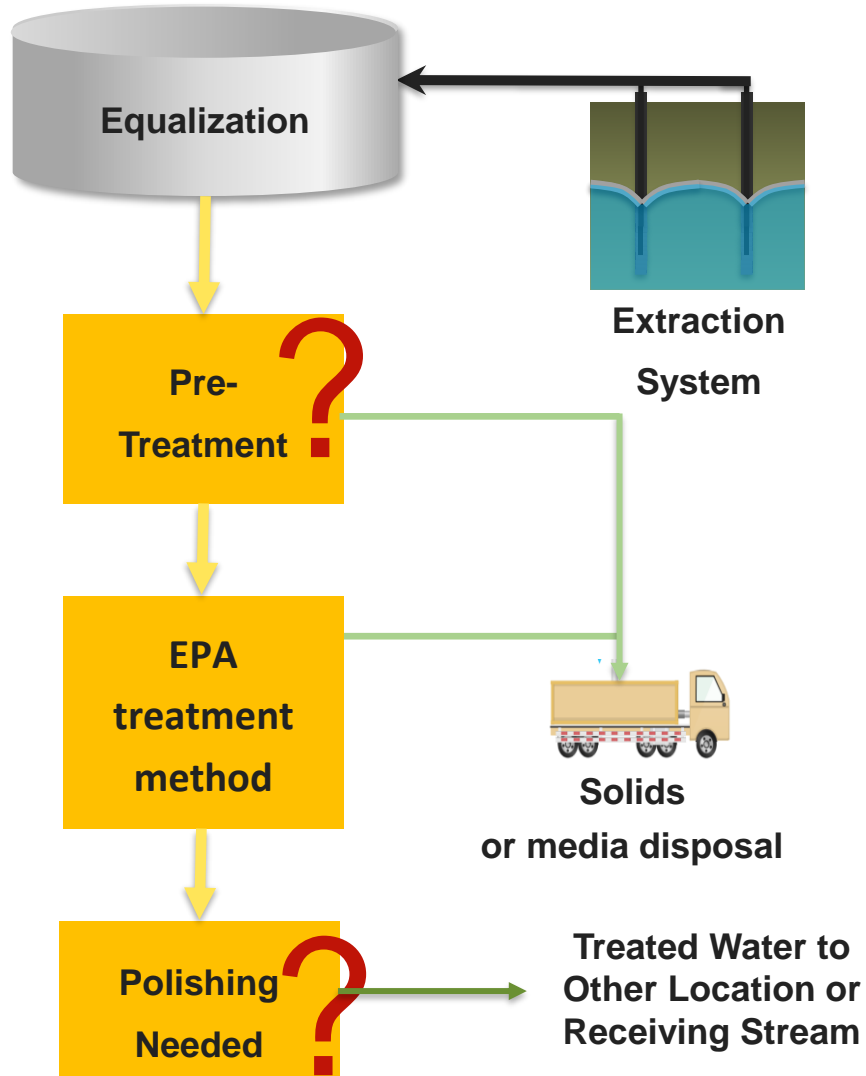 Equalization
Extraction
System
Pre-
Treatment
?
EPA
treatment
method
Solids
or media disposal
Polishing
Needed
?
Treated Water to
Other Location or
Receiving Stream